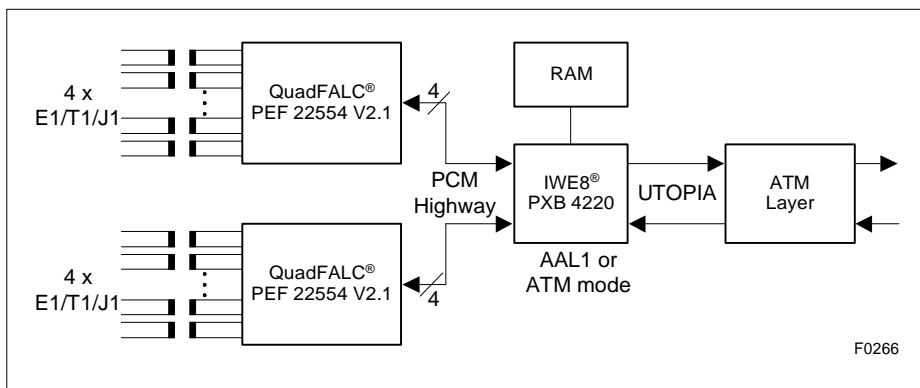 4 x
E1/T1/J1
QuadFALC®
PEF 22554 V2.1
4
RAM
PCM
Highway
IWE8®
PXB 4220
UTOPIA
ATM
Layer
AAL1 or
ATM mode
4 x
E1/T1/J1
QuadFALC®
PEF 22554 V2.1
4
F0266